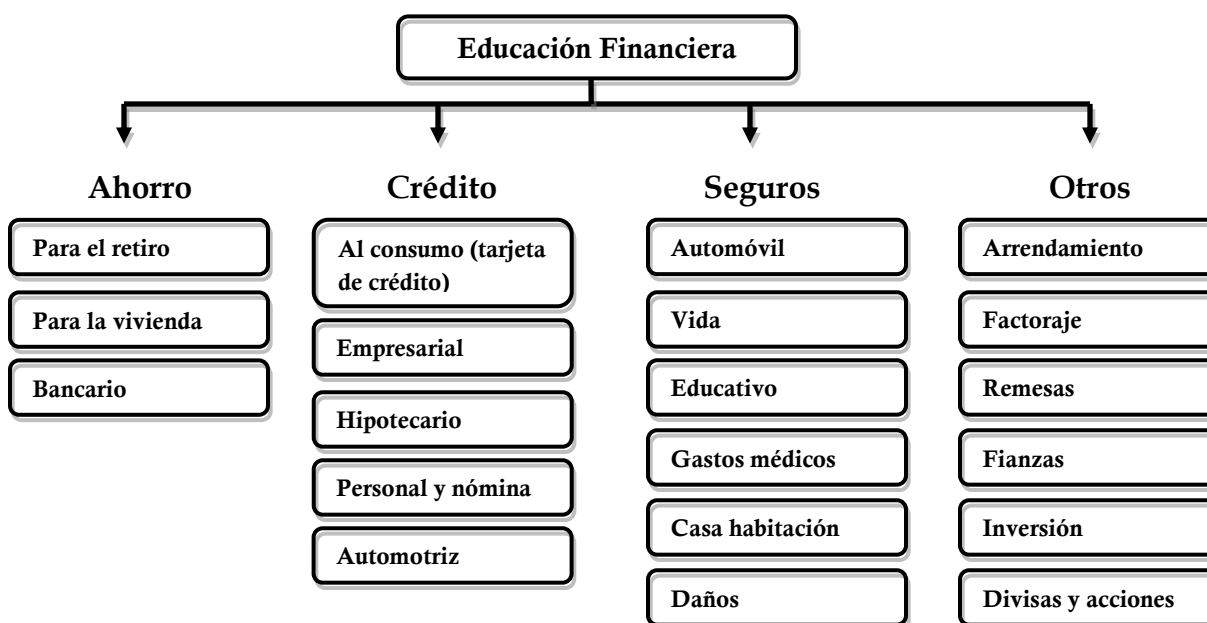 Educación Financiera
Ahorro
Para el retiro
Para la vivienda
Bancario
Crédito
Al consumo (tarjeta
de crédito)
Empresarial
Hipotecario
Personal y nómina
Automotriz
Seguros
Automóvil
Vida
Educativo
Gastos médicos
Casa habitación
Daños
Otros
Arrendamiento
Factoraje
Remesas
Fianzas
Inversión
Divisas y acciones